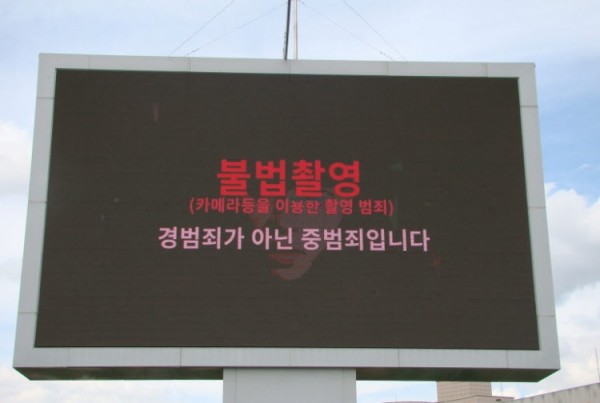 불법촬영
(카메라등을 이용한 촬영 범죄)
경범죄가 아닌 중범죄입니다